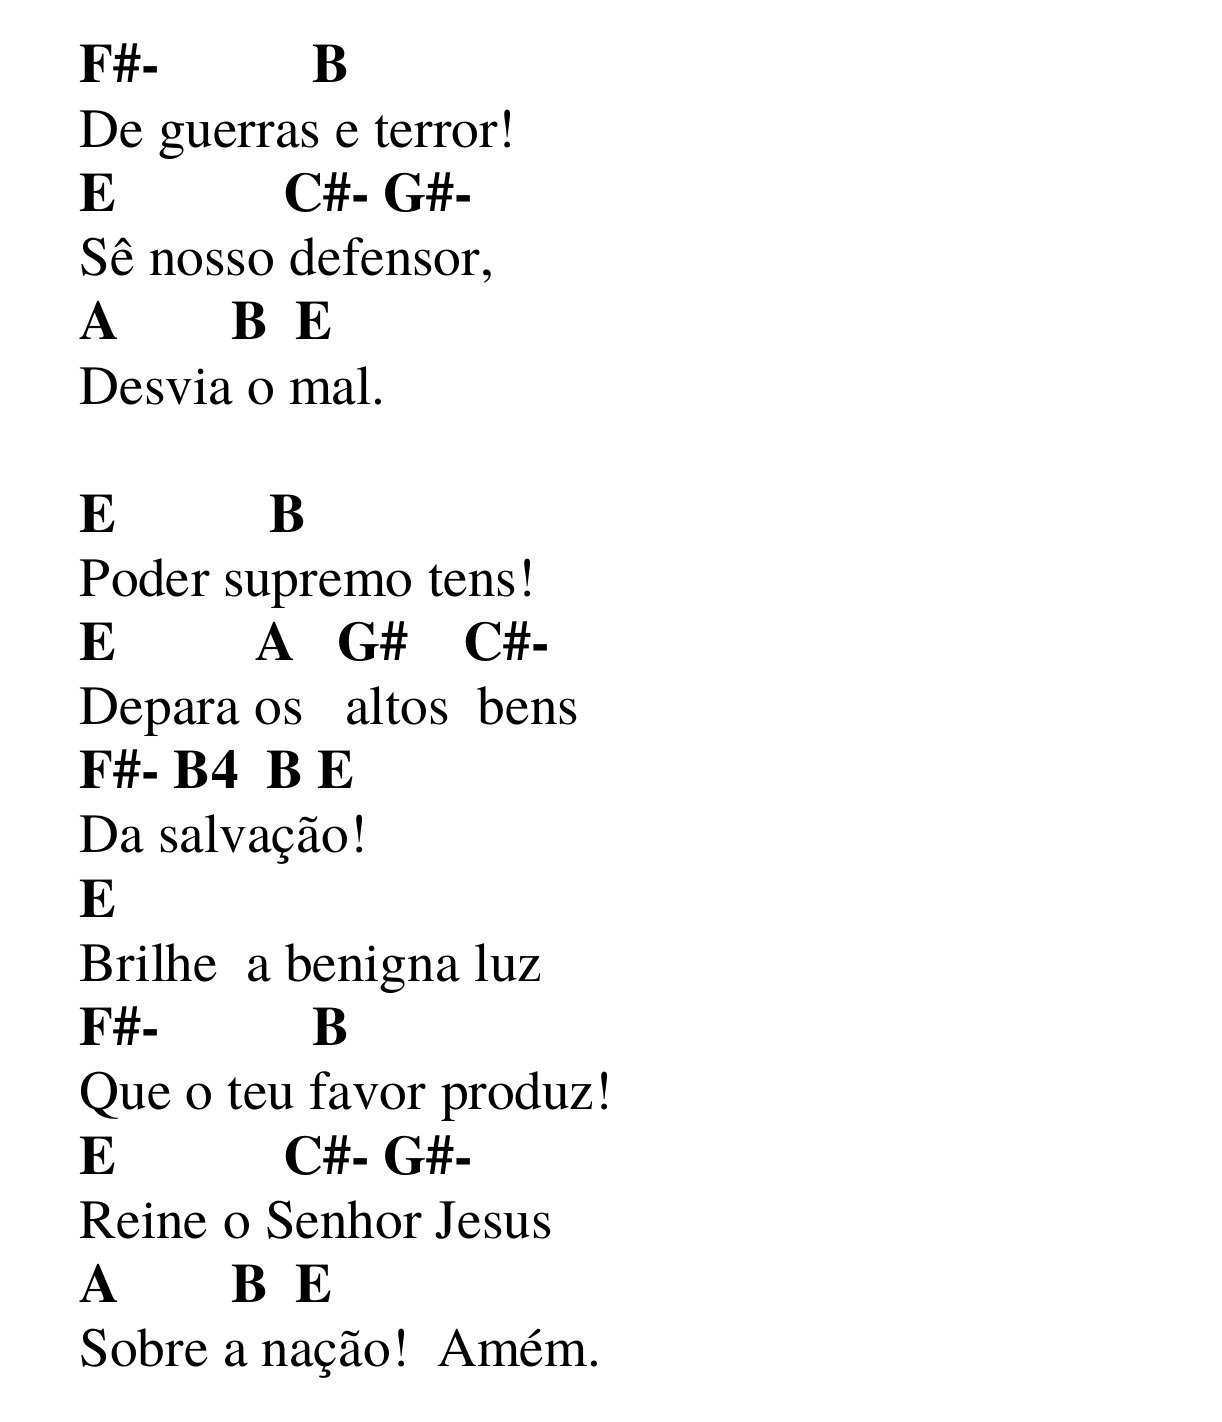 F#-           B
De guerras e terror!
E            C#- G#-
Sê nosso defensor,
A        B  E
Desvia o mal.

E           B
Poder supremo tens!
E          A   G#    C#-
Depara os   altos  bens
F#- B4  B E
Da salvação!
E
Brilhe  a benigna luz
F#-           B
Que o teu favor produz!
E            C#- G#-
Reine o Senhor Jesus
A        B  E
Sobre a nação!  Amém.